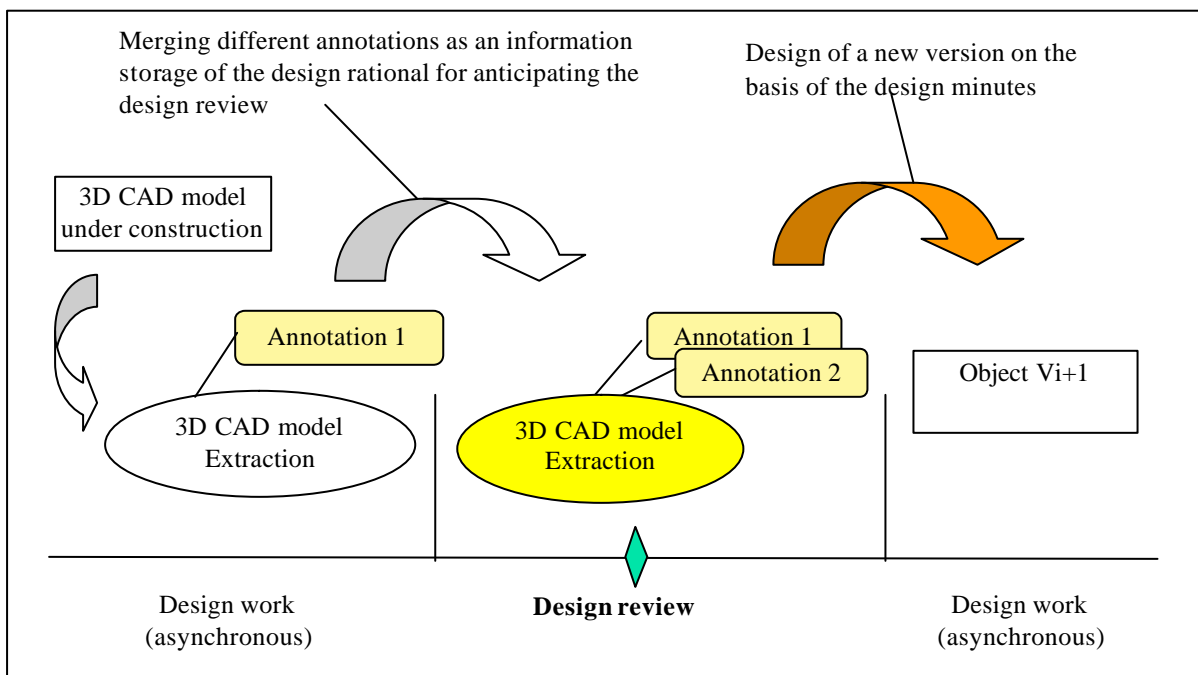 Merging different annotations as an information
storage of the design rational for anticipating the
design review
Design of a new version on the
basis of the design minutes
3D CAD model
under construction
Annotation 1
3D CAD model
Extraction
Annotation 1
Annotation 2
3D CAD model
Extraction
Object Vi+1
Design work
(asynchronous)
Design review
Design work
(asynchronous)